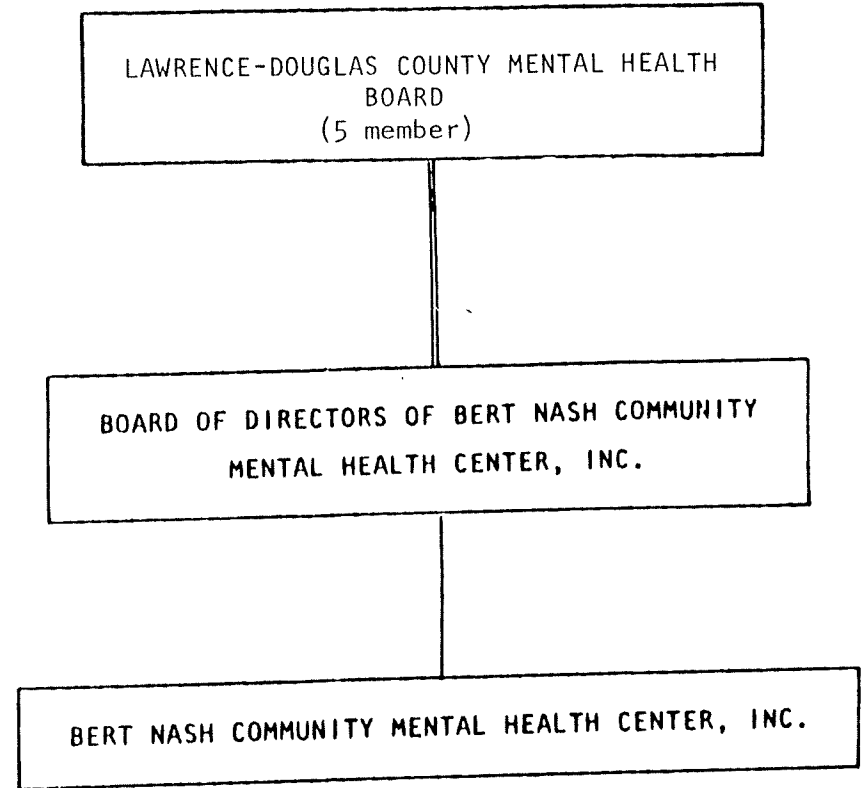 LAWRENCE-DOUGLAS COUNTY MENTAL HEALTH
BOARD
(5 member)
BOARD OF DIRECTORS OF BERT NASH COMMUNITY
MENTAL HEALTH CENTER, INC.
BERT NASH COMMUNITY MENTAL HEALTH CENTER, INC.